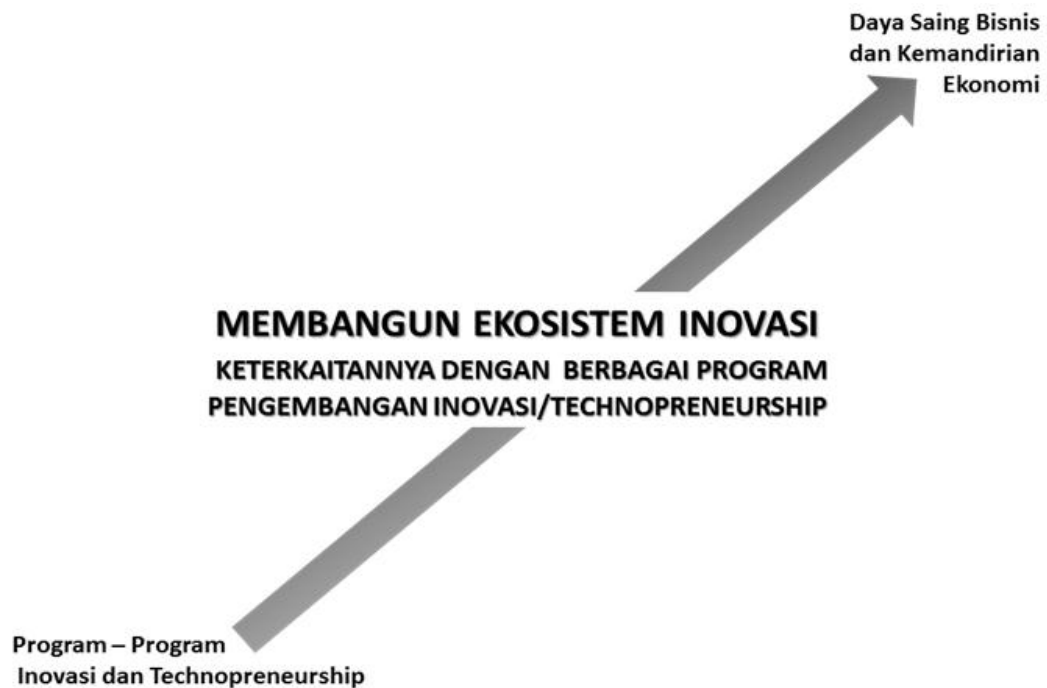 Daya Saing Bisnis
dan Kemandirian
Ekonomi
MEMBANGUN EKOSISTEM INOVASI
KETERKAITANNYA DENGAN BERBAGAI PROGRAM
PENGEMBANGAN INOVASI/TECHNOPRENEURSHIP
Program – Program
Inovasi dan Technopreneurship